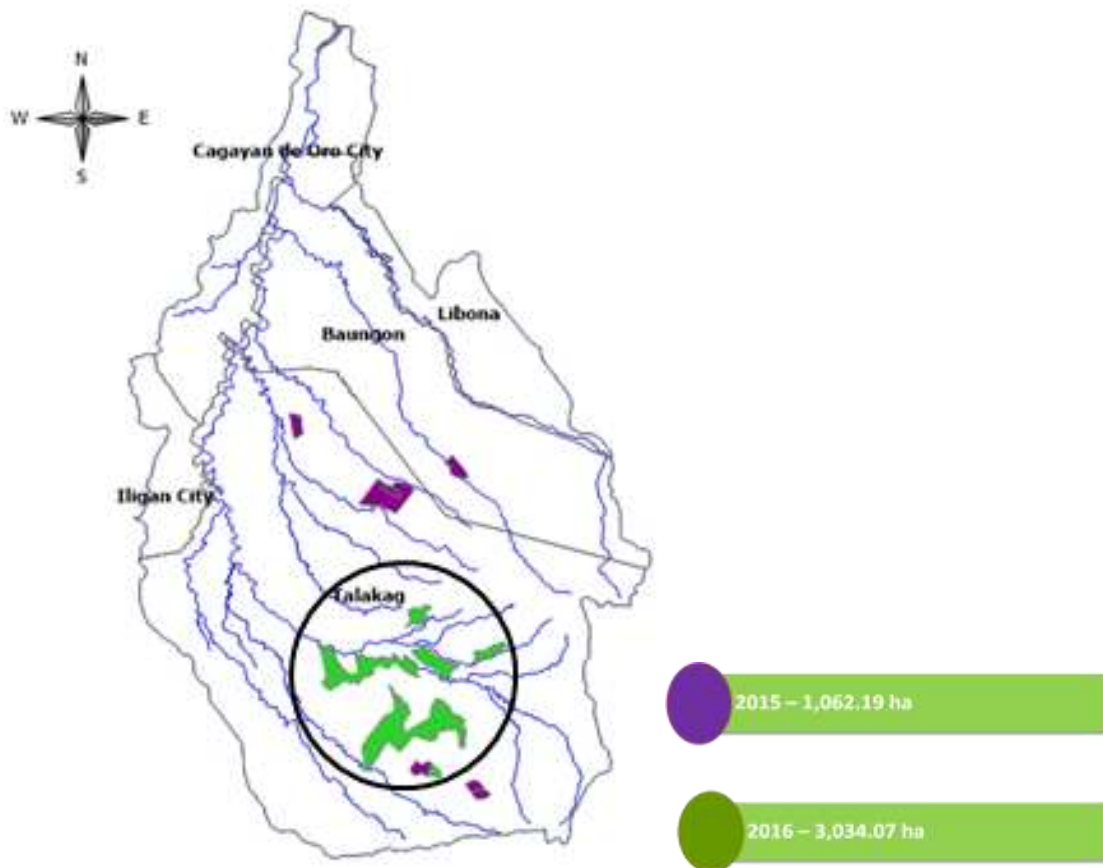 N
W E
S
Cagayan de Oro City
Libona
Baungon
Iligan City
Talakag
2015 – 1,062.19 ha
2016 – 3,034.07 ha